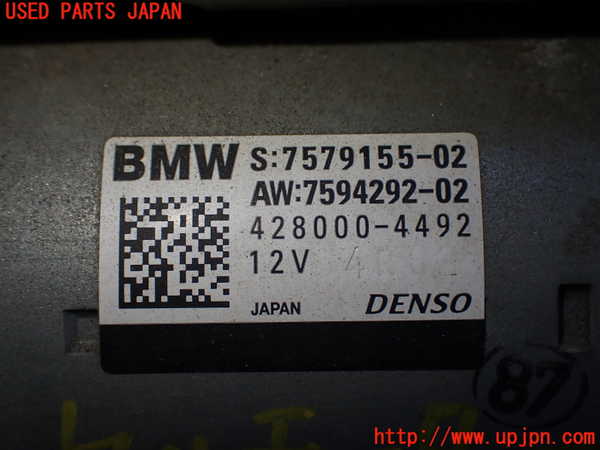 USED PARTS JAPAN
BMW S:7579155-02
AW:7594292-02
428000-4492
12V
JAPAN DENSO
87
http://www.upjpn.com